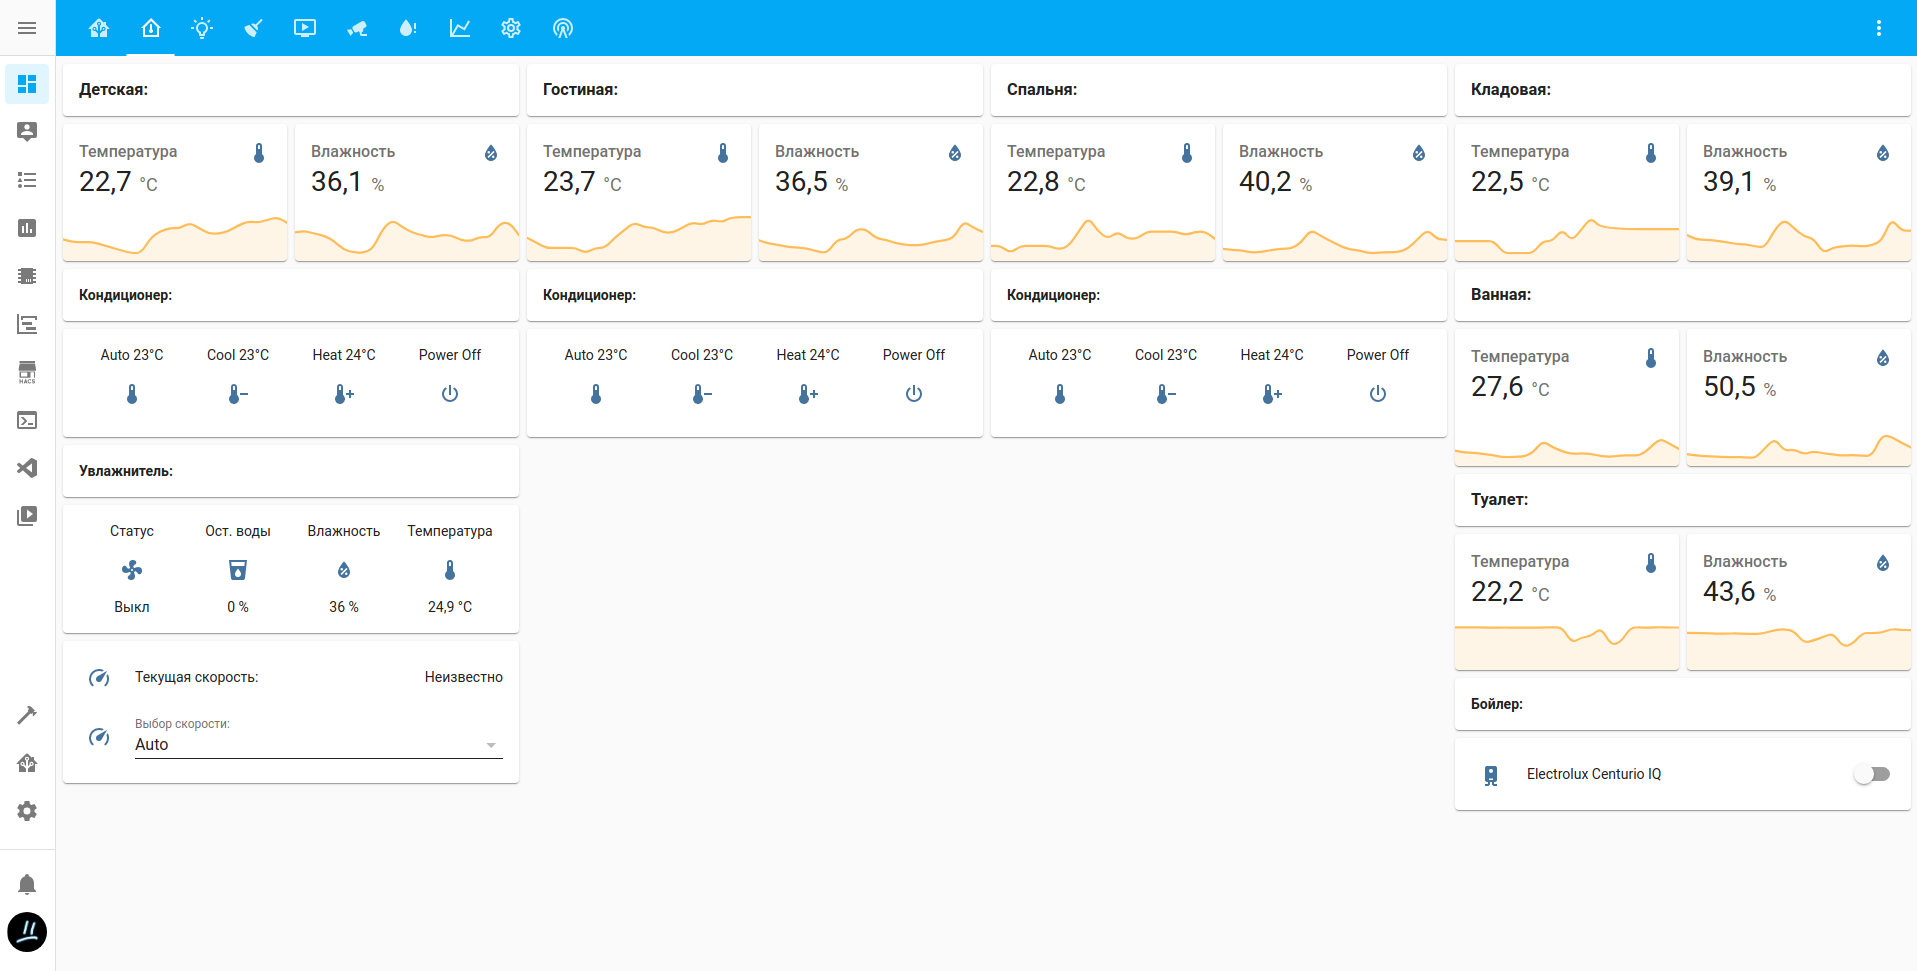 Детская:
Температура
22,7 °C
Влажность
36,1 %
Кондиционер:
Auto 23°C Cool 23°C Heat 24°C Power Off
Увлажнитель:
Статус Ост. воды Влажность Температура
Выкл 0 % 36 % 24,9 °C
Текущая скорость: Неизвестно
Выбор скорости:
Auto
Гостиная:
Температура
23,7 °C
Влажность
36,5 %
Кондиционер:
Auto 23°C Cool 23°C Heat 24°C Power Off
Спальня:
Температура
22,8 °C
Влажность
40,2 %
Кондиционер:
Auto 23°C Cool 23°C Heat 24°C Power Off
Кладовая:
Температура
22,5 °C
Влажность
39,1 %
Ванная:
Температура
27,6 °C
Влажность
50,5 %
Туалет:
Температура
22,2 °C
Влажность
43,6 %
Бойлер:
Electrolux Centurio IQ
HACS